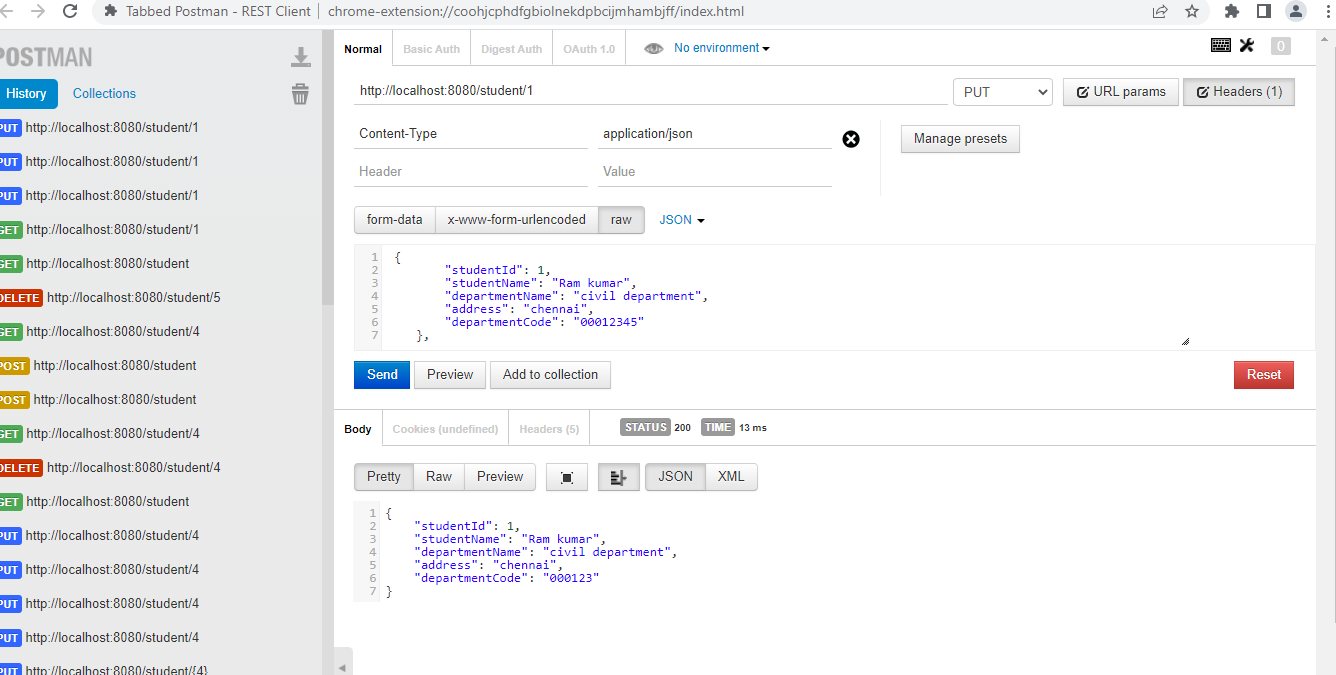 Tabbed Postman - REST Client | chrome-extension://coohjcphdfgbiolnekdpbcijmhambjff/index.html
POSTMAN
History Collections
PUT http://localhost:8080/student/1
PUT http://localhost:8080/student/1
PUT http://localhost:8080/student/1
GET http://localhost:8080/student/1
GET http://localhost:8080/student
DELETE http://localhost:8080/student/5
GET http://localhost:8080/student/4
POST http://localhost:8080/student
POST http://localhost:8080/student
GET http://localhost:8080/student/4
DELETE http://localhost:8080/student/4
GET http://localhost:8080/student
PUT http://localhost:8080/student/4
PUT http://localhost:8080/student/4
PUT http://localhost:8080/student/4
PUT http://localhost:8080/student/4
PUT http://localhost:8080/student/{4}
Normal Basic Auth Digest Auth OAuth 1.0 No environment 0
http://localhost:8080/student/1 PUT URL params Headers (1)
Content-Type application/json Manage presets
Header Value
form-data x-www-form-urlencoded raw JSON
1 {
2 "studentId": 1,
3 "studentName": "Ram kumar",
4 "departmentName": "civil department",
5 "address": "chennai",
6 "departmentCode": "00012345"
7 },
Send Preview Add to collection Reset
Body Cookies (undefined) Headers (5) STATUS 200 TIME 13 ms
Pretty Raw Preview JSON XML
1 {
2 "studentId": 1,
3 "studentName": "Ram kumar",
4 "departmentName": "civil department",
5 "address": "chennai",
6 "departmentCode": "000123"
7 }